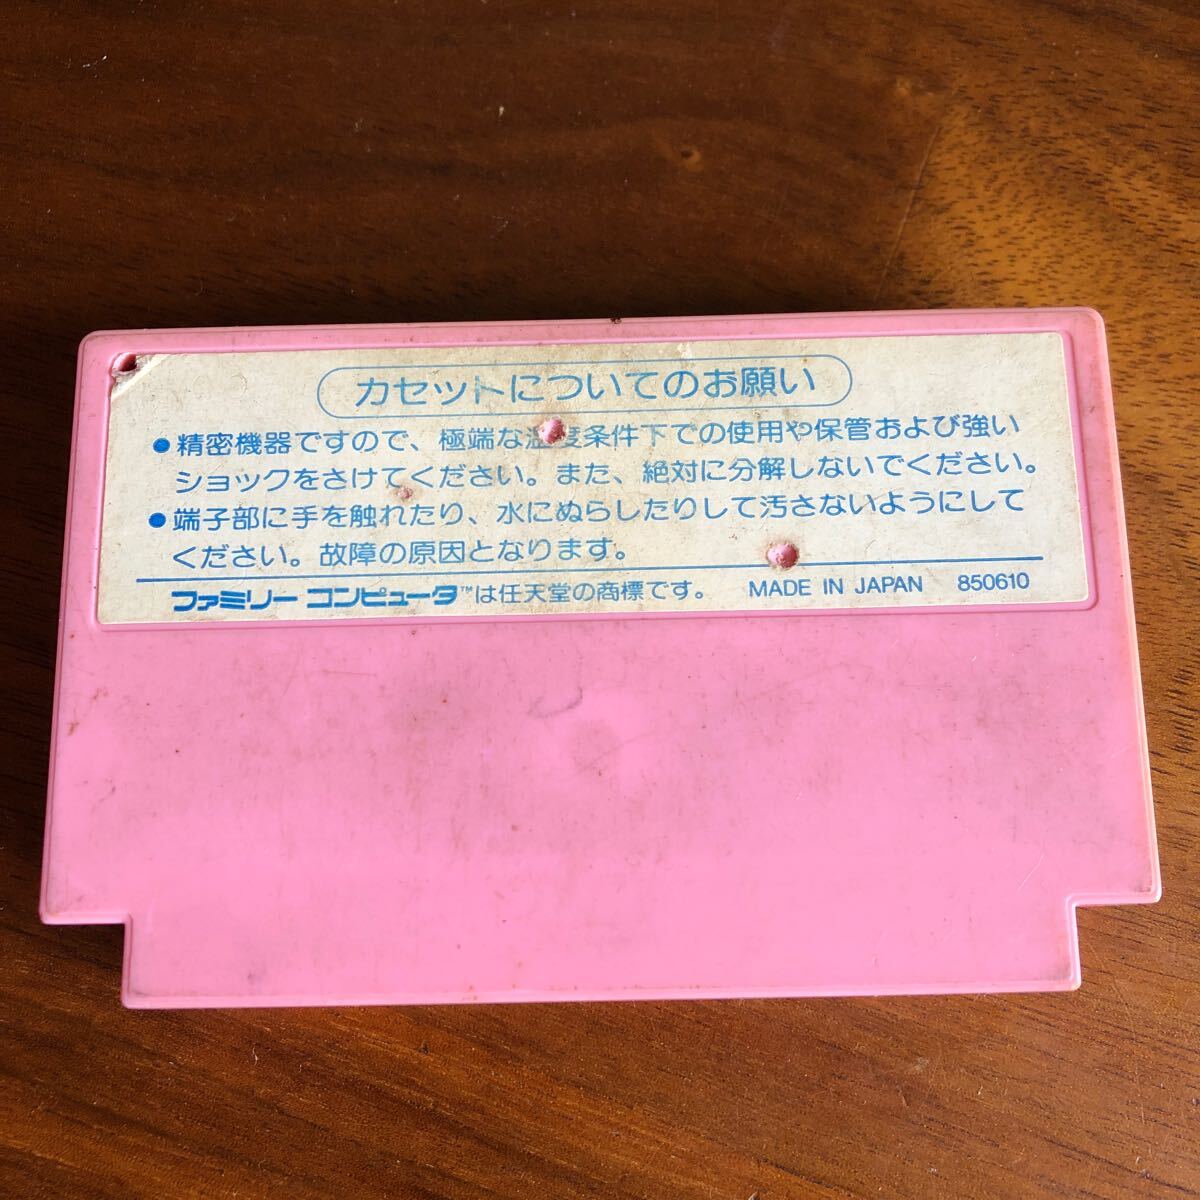 カセットについてのお願い
●精密機器ですので、極端な温度条件下での使用や保管および強い
ショックをさけてください。また、絶対に分解しないでください。
●端子部に手を触れたり、水にぬらしたりして汚さないようにして
ください。故障の原因となります。
ファミリーコンピュータ™は任天堂の商標です。 MADE IN JAPAN 850610